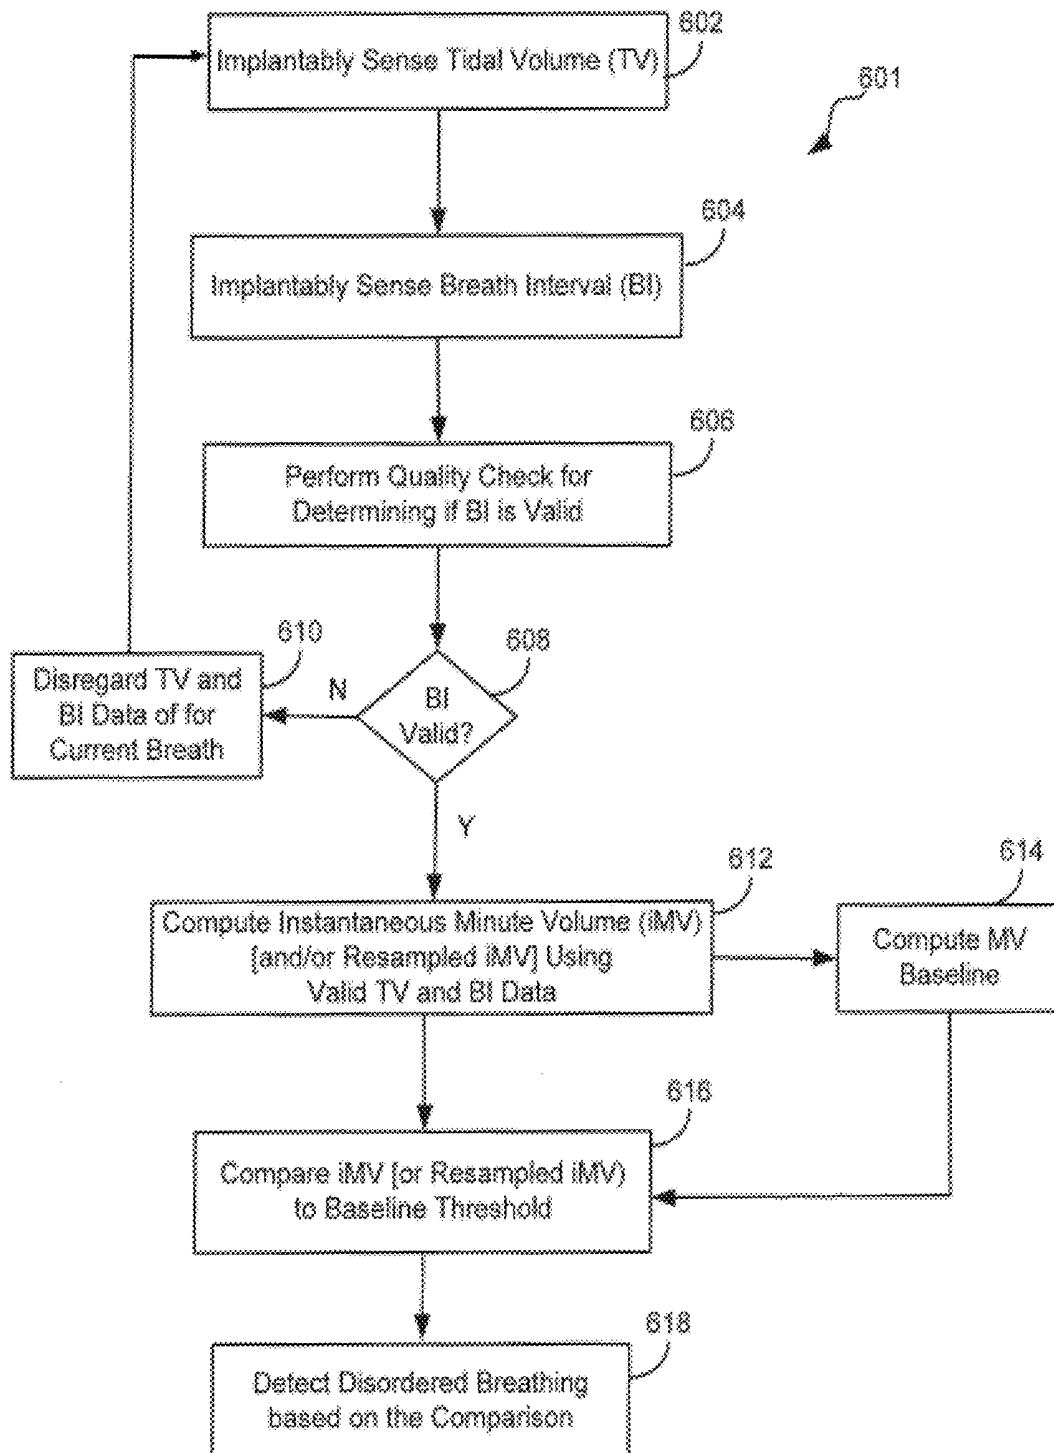 602
Implantably Sense Tidal Volume (TV)
601
604
Implantably Sense Breath Interval (BI)
606
Perform Quality Check for
Determining if BI is Valid
610
608
Disregard TV and
BI Data of for
Current Breath
N
BI
Valid?
Y
612
614
Compute Instantaneous Minute Volume (iMV)
[and/or Resampled iMV] Using
Valid TV and BI Data
Compute MV
Baseline
616
Compare iMV [or Resampled iMV)
to Baseline Threshold
618
Detect Disordered Breathing
based on the Comparison